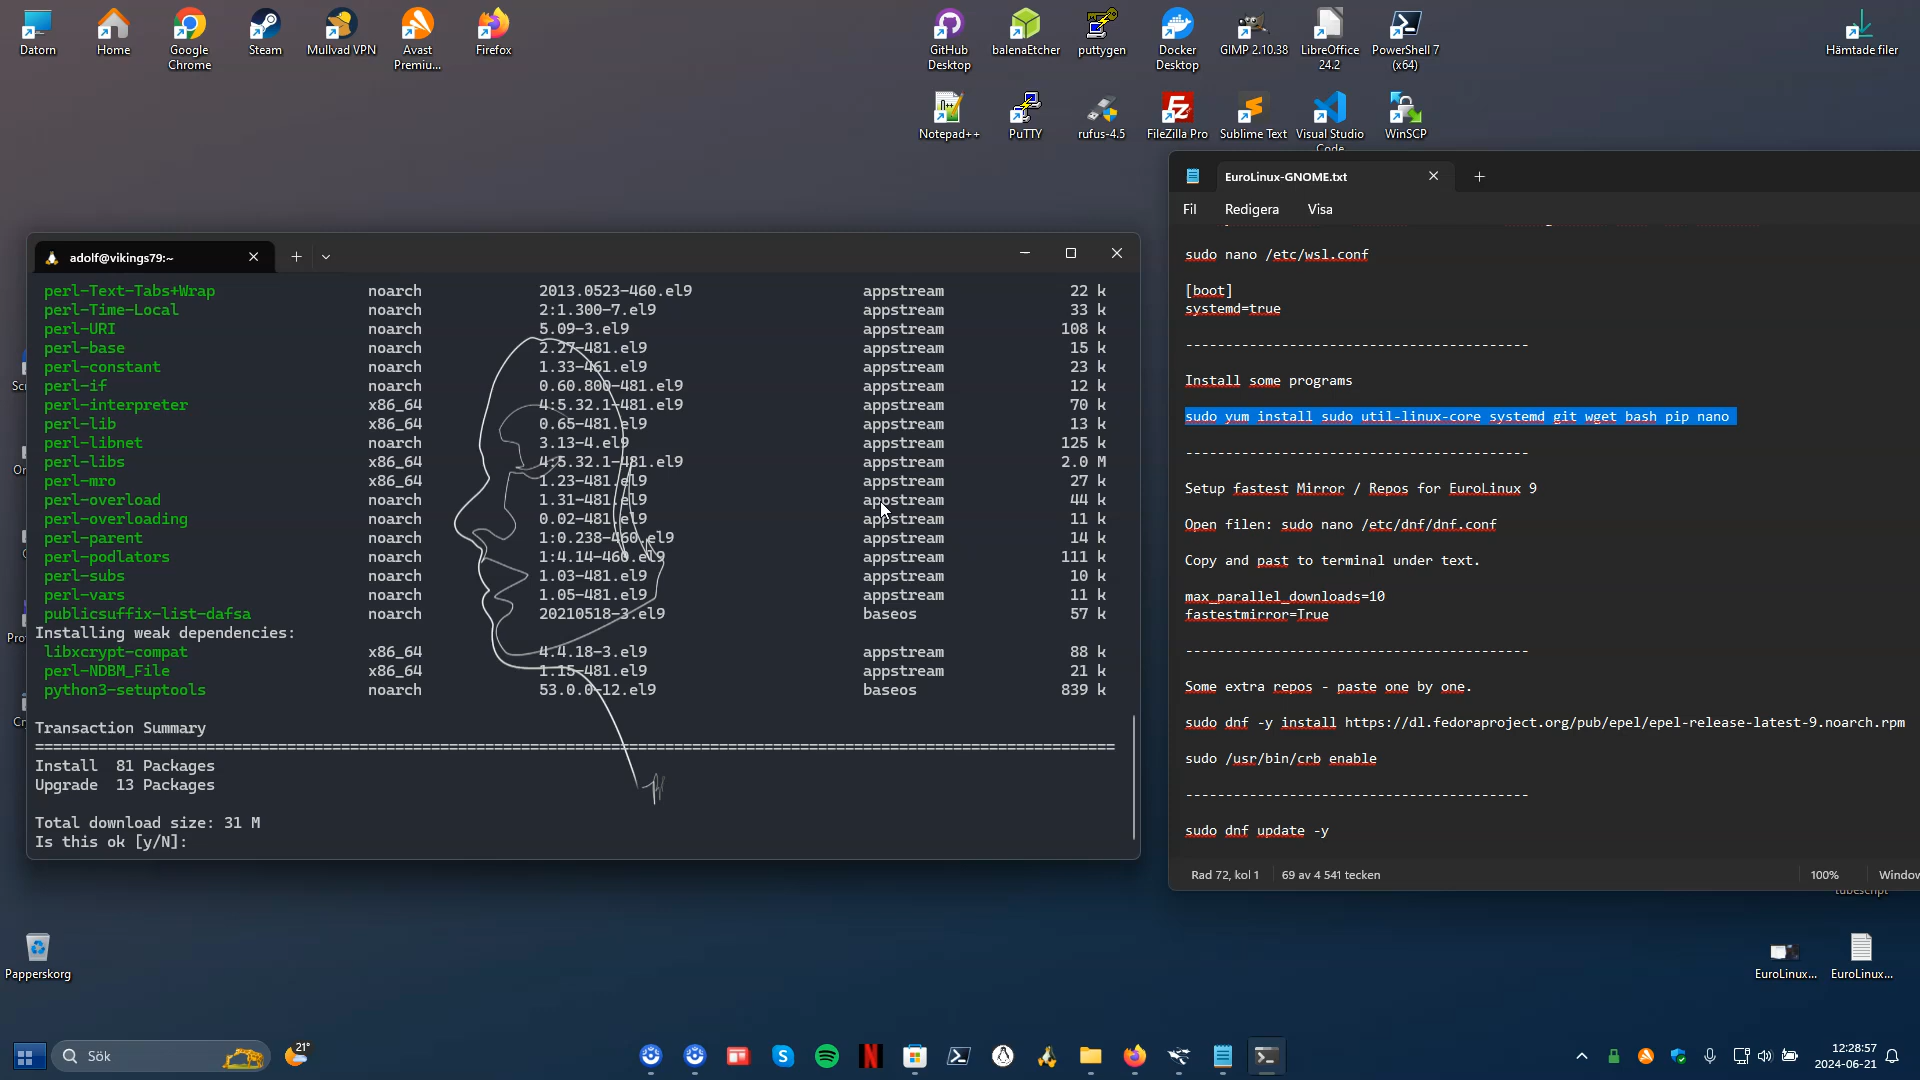 Datorn
Home
Google Chrome
Steam
Mullvad VPN
Avast Premiu...
Firefox
GitHub Desktop
balenaEtcher
puttygen
Docker Desktop
GIMP 2.10.38
LibreOffice 24.2
PowerShell 7 (x64)
Hämtade filer
Notepad++
PuTTY
rufus-4.5
FileZilla Pro
Sublime Text
Visual Studio Code
WinSCP
adolf@vikings79:~
perl-Text-Tabs+Wrap noarch 2013.0523-460.el9 appstream 22 k
perl-Time-Local noarch 2:1.300-7.el9 appstream 33 k
perl-URI noarch 5.09-3.el9 appstream 108 k
perl-base noarch 2.27-481.el9 appstream 15 k
perl-constant noarch 1.33-461.el9 appstream 23 k
perl-if noarch 0.60.800-481.el9 appstream 12 k
perl-interpreter x86_64 4:5.32.1-481.el9 appstream 70 k
perl-lib x86_64 0.65-481.el9 appstream 13 k
perl-libnet noarch 3.13-4.el9 appstream 125 k
perl-libs x86_64 4:5.32.1-481.el9 appstream 2.0 M
perl-mro x86_64 1.23-481.el9 appstream 27 k
perl-overload noarch 1.31-481.el9 appstream 44 k
perl-overloading noarch 0.02-481.el9 appstream 11 k
perl-parent noarch 1:0.238-460.el9 appstream 14 k
perl-podlators noarch 1:4.14-460.el9 appstream 111 k
perl-subs noarch 1.03-481.el9 appstream 10 k
perl-vars noarch 1.05-481.el9 appstream 11 k
publicsuffix-list-dafsa noarch 20210518-3.el9 baseos 57 k
Installing weak dependencies:
libxcrypt-compat x86_64 4.4.18-3.el9 appstream 88 k
perl-NDBM_File x86_64 1.15-481.el9 appstream 21 k
python3-setuptools noarch 53.0.0-12.el9 baseos 839 k
Transaction Summary
================================================================================
Install 81 Packages
Upgrade 13 Packages
Total download size: 31 M
Is this ok [y/N]:
EuroLinux-GNOME.txt
Fil Redigera Visa
sudo nano /etc/wsl.conf
[boot]
systemd=true
-------------------------------------------
Install some programs
sudo yum install sudo util-linux-core systemd git wget bash pip nano
-------------------------------------------
Setup fastest Mirror / Repos for EuroLinux 9
Open filen: sudo nano /etc/dnf/dnf.conf
Copy and past to terminal under text.
max_parallel_downloads=10
fastestmirror=True
-------------------------------------------
Some extra repos - paste one by one.
sudo dnf -y install https://dl.fedoraproject.org/pub/epel/epel-release-latest-9.noarch.rpm
sudo /usr/bin/crb enable
-------------------------------------------
sudo dnf update -y
Rad 72, kol 1 69 av 4 541 tecken 100% Window
Papperskorg
EuroLinux...
EuroLinux...
Sök
21°
12:28:57
2024-06-21